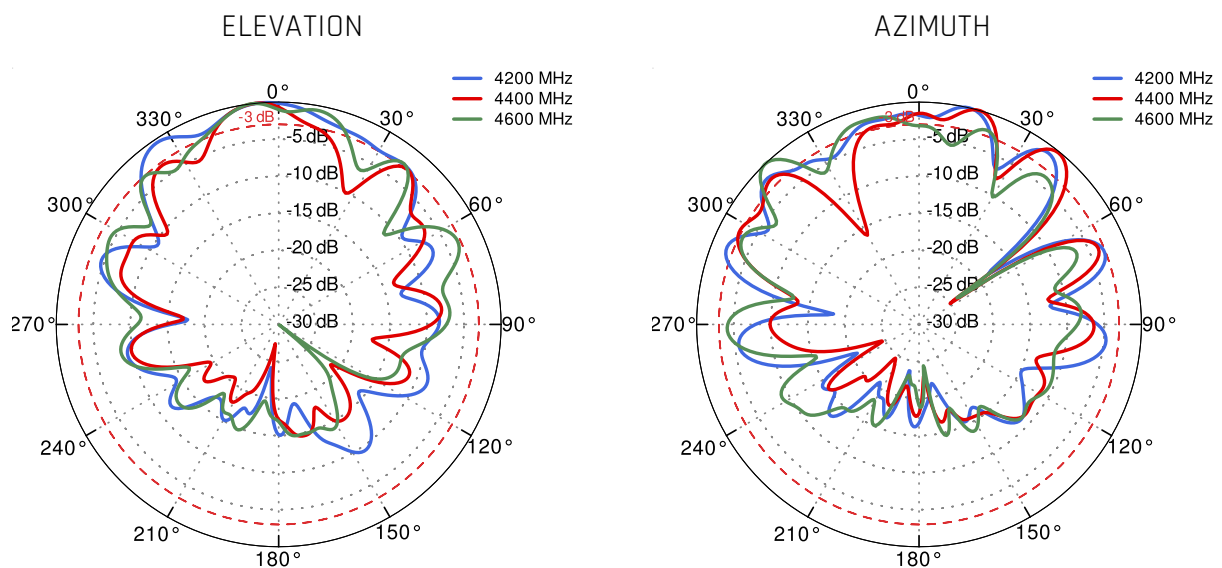 ELEVATION
4200 MHz
4400 MHz
4600 MHz
0°
30°
60°
90°
120°
150°
180°
210°
240°
270°
300°
330°
-3 dB
-5 dB
-10 dB
-15 dB
-20 dB
-25 dB
-30 dB
AZIMUTH
4200 MHz
4400 MHz
4600 MHz
0°
30°
60°
90°
120°
150°
180°
210°
240°
270°
300°
330°
-3 dB
-5 dB
-10 dB
-15 dB
-20 dB
-25 dB
-30 dB